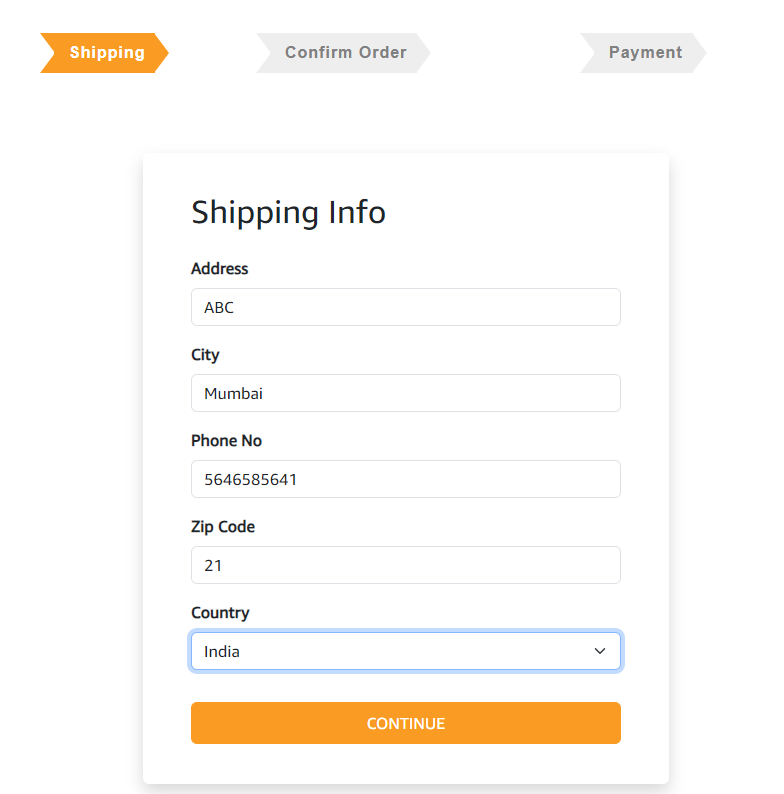 Shipping
Confirm Order
Payment
Shipping Info
Address
ABC
City
Mumbai
Phone No
5646585641
Zip Code
21
Country
India
CONTINUE